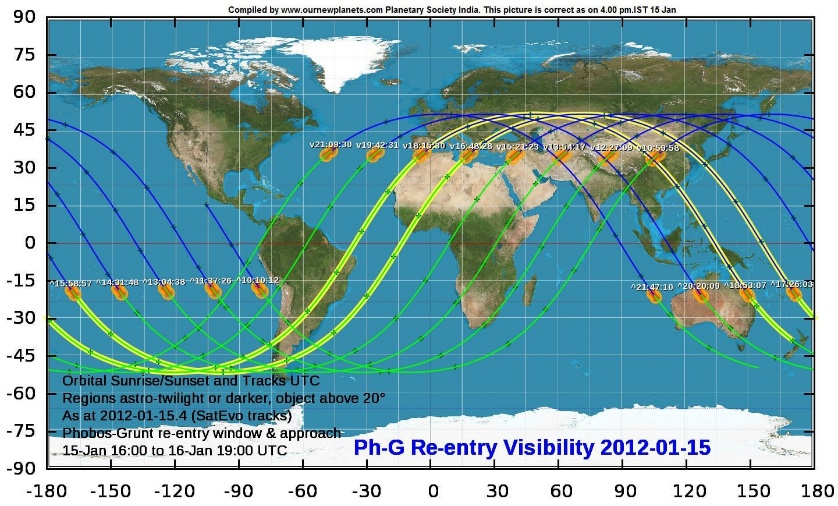 Compiled by www.ournewplanets.com Planetary Society India. This picture is correct as on 4.00 pm.IST 15 Jan
90
75
60
45
v21:09:30 v19:42:31 v18:15:30 v16:48:28 v15:21:23 v13:54:17 v12:27:09 v10:59:58
30
15
0
-15
^15:58:57 ^14:31:48 ^13:04:38 ^11:37:26 ^10:10:12 ^21:47:10 ^20:20:09 ^18:53:07 ^17:26:03
-30
-45
-60
-75
-90
Orbital Sunrise/Sunset and Tracks UTC
Regions astro-twilight or darker, object above 20°
As at 2012-01-15.4 (SatEvo tracks)
Phobos-Grunt re-entry window & approach
15-Jan 16:00 to 16-Jan 19:00 UTC
Ph-G Re-entry Visibility 2012-01-15
-180 -150 -120 -90 -60 -30 0 30 60 90 120 150 180